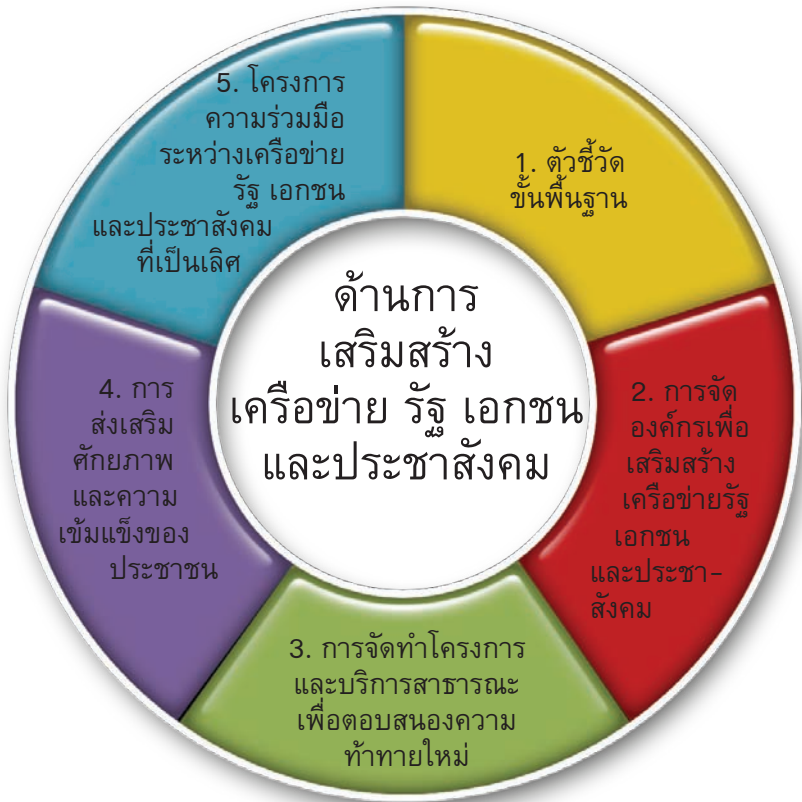 ด้านการ
เสริมสร้าง
เครือข่าย รัฐ เอกชน
และประชาสังคม
1. ตัวชี้วัด
ขั้นพื้นฐาน
2. การจัด
องค์กรเพื่อ
เสริมสร้าง
เครือข่ายรัฐ
เอกชน
และประชา-
สังคม
3. การจัดทำโครงการ
และบริการสาธารณะ
เพื่อตอบสนองความ
ท้าทายใหม่
4. การ
ส่งเสริม
ศักยภาพ
และความ
เข้มแข็งของ
ประชาชน
5. โครงการ
ความร่วมมือ
ระหว่างเครือข่าย
รัฐ เอกชน
และประชาสังคม
ที่เป็นเลิศ